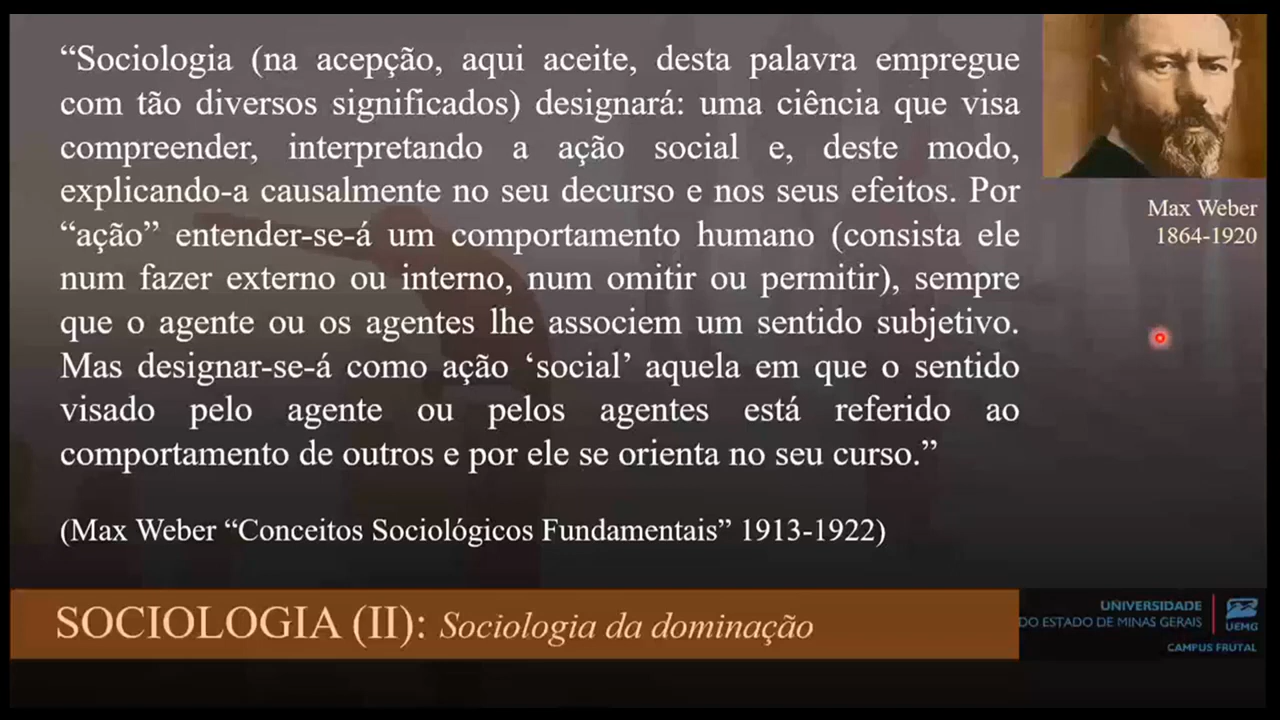 “Sociologia (na acepção, aqui aceite, desta palavra empregue
com tão diversos significados) designará: uma ciência que visa
compreender, interpretando a ação social e, deste modo,
explicando-a causalmente no seu decurso e nos seus efeitos. Por
“ação” entender-se-á um comportamento humano (consista ele
num fazer externo ou interno, num omitir ou permitir), sempre
que o agente ou os agentes lhe associem um sentido subjetivo.
Mas designar-se-á como ação ‘social’ aquela em que o sentido
visado pelo agente ou pelos agentes está referido ao
comportamento de outros e por ele se orienta no seu curso.”
(Max Weber “Conceitos Sociológicos Fundamentais” 1913-1922)
Max Weber
1864-1920
SOCIOLOGIA (II): Sociologia da dominação
UNIVERSIDADE
DO ESTADO DE MINAS GERAIS
UEMG
CAMPUS FRUTAL